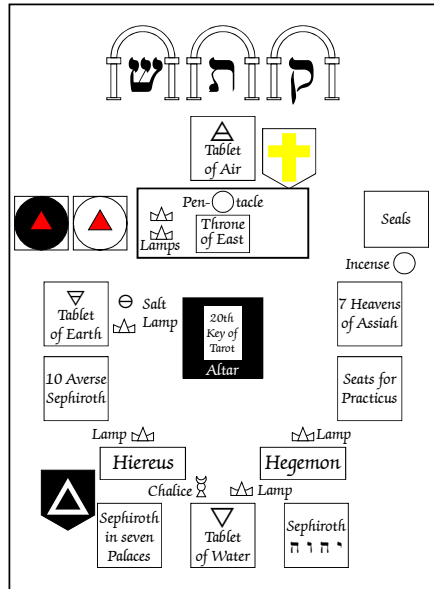 ש ת ק
Tablet
of Air
Pen- tacle
Throne
of East
Lamps
Seals
Incense
Tablet
of Earth
Salt
Lamp
20th
Key of
Tarot
Altar
7 Heavens
of Assiah
10 Averse
Sephiroth
Seats for
Practicus
Lamp
Lamp
Hiereus
Hegemon
Chalice
Lamp
Sephiroth
in seven
Palaces
Tablet
of Water
Sephiroth
יהוה